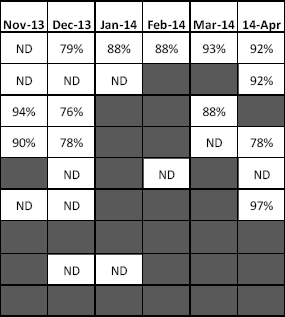 Nov-13 Dec-13 Jan-14 Feb-14 Mar-14 14-Apr
ND 79% 88% 88% 93% 92%
ND ND ND 92%
94% 76% 88%
90% 78% ND 78%
ND ND ND
ND ND 97%
ND ND